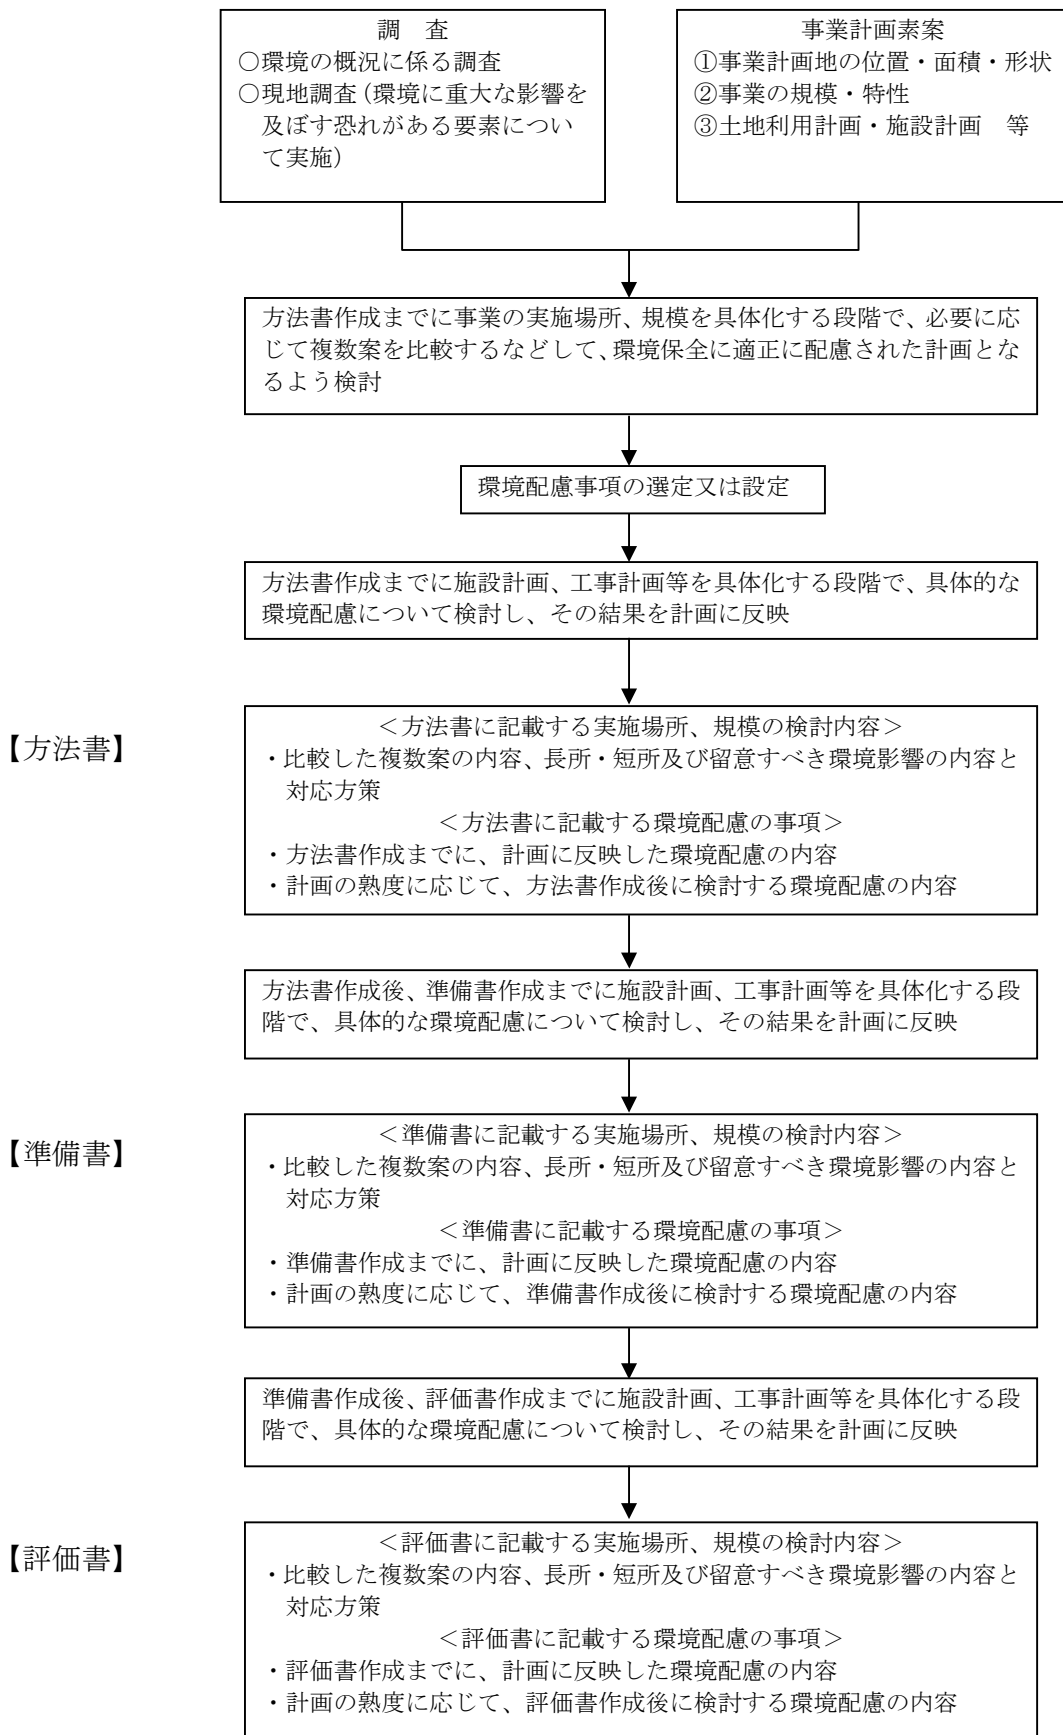 調　査
○環境の概況に係る調査
○現地調査（環境に重大な影響を
及ぼす恐れがある要素につい
て実施）
事業計画素案
①事業計画地の位置・面積・形状
②事業の規模・特性
③土地利用計画・施設計画　等
方法書作成までに事業の実施場所、規模を具体化する段階で、必要に応
じて複数案を比較するなどして、環境保全に適正に配慮された計画とな
るよう検討
環境配慮事項の選定又は設定
方法書作成までに施設計画、工事計画等を具体化する段階で、具体的な
環境配慮について検討し、その結果を計画に反映
【方法書】
＜方法書に記載する実施場所、規模の検討内容＞
・比較した複数案の内容、長所・短所及び留意すべき環境影響の内容と
対応方策
＜方法書に記載する環境配慮の事項＞
・方法書作成までに、計画に反映した環境配慮の内容
・計画の熟度に応じて、方法書作成後に検討する環境配慮の内容
方法書作成後、準備書作成までに施設計画、工事計画等を具体化する段
階で、具体的な環境配慮について検討し、その結果を計画に反映
【準備書】
＜準備書に記載する実施場所、規模の検討内容＞
・比較した複数案の内容、長所・短所及び留意すべき環境影響の内容と
対応方策
＜準備書に記載する環境配慮の事項＞
・準備書作成までに、計画に反映した環境配慮の内容
・計画の熟度に応じて、準備書作成後に検討する環境配慮の内容
準備書作成後、評価書作成までに施設計画、工事計画等を具体化する段
階で、具体的な環境配慮について検討し、その結果を計画に反映
【評価書】
＜評価書に記載する実施場所、規模の検討内容＞
・比較した複数案の内容、長所・短所及び留意すべき環境影響の内容と
対応方策
＜評価書に記載する環境配慮の事項＞
・評価書作成までに、計画に反映した環境配慮の内容
・計画の熟度に応じて、評価書作成後に検討する環境配慮の内容